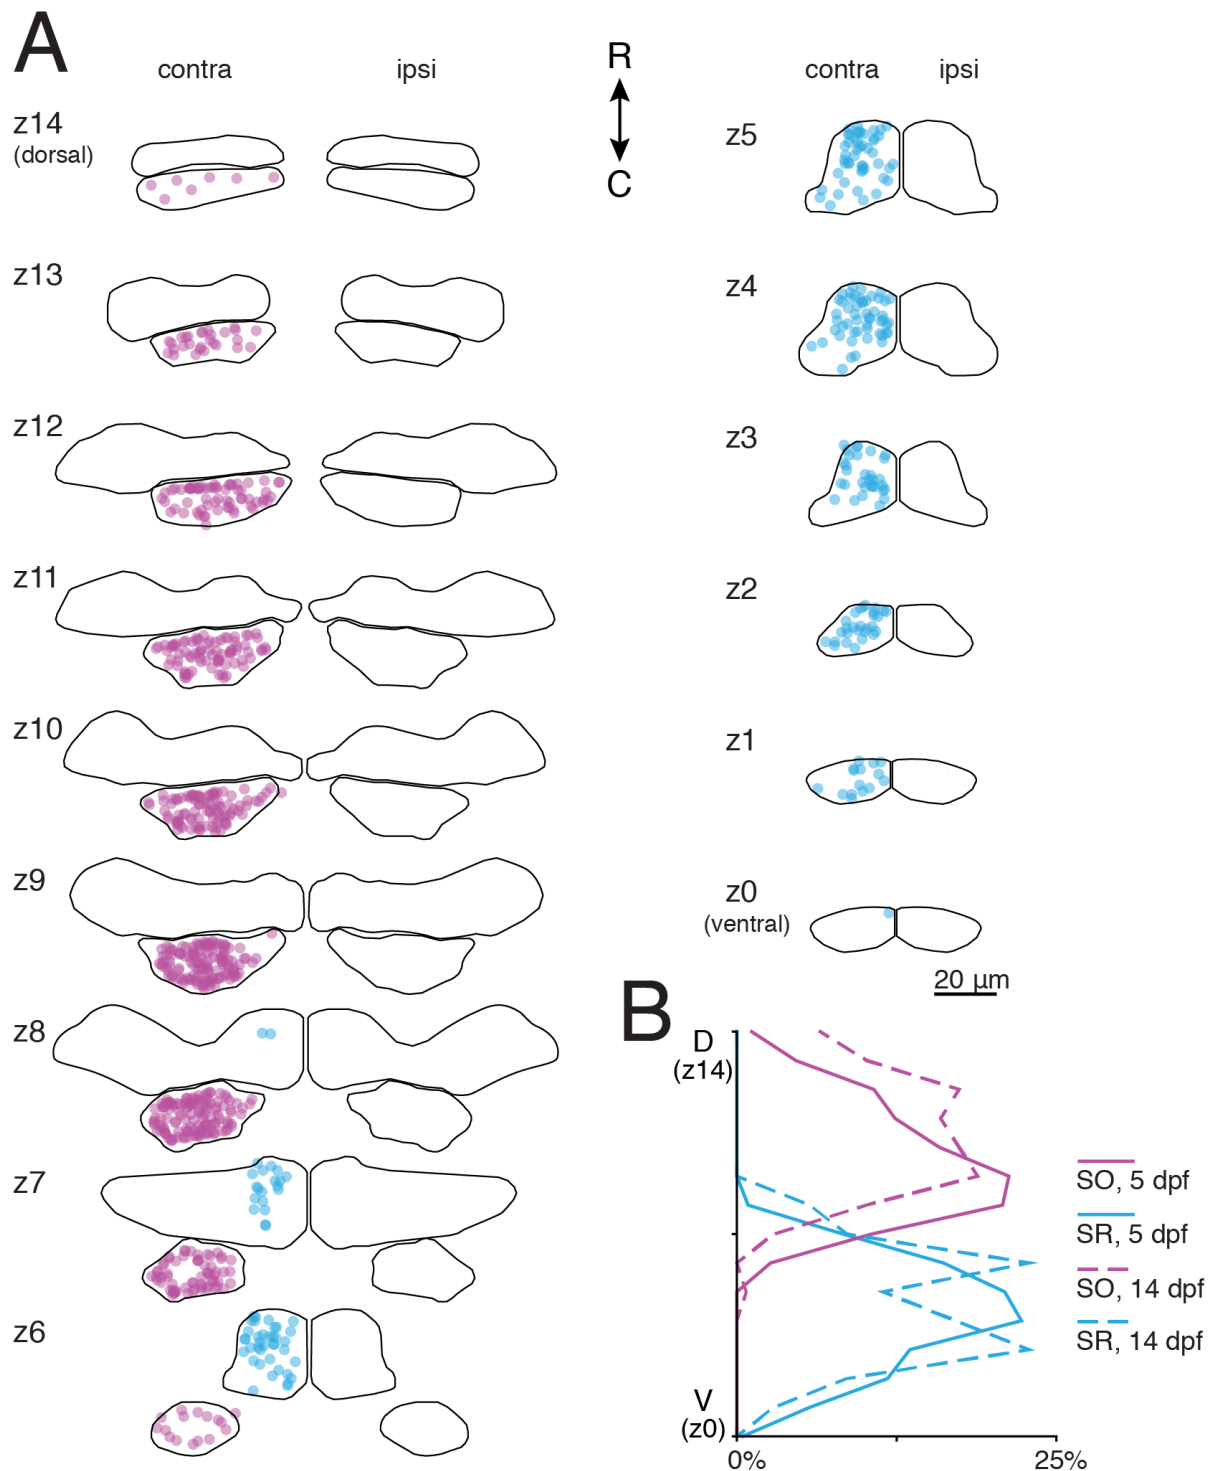 A
contra ipsi
z14
(dorsal)
z13
z12
z11
z10
z9
z8
z7
z6
R
C
contra ipsi
z5
z4
z3
z2
z1
z0
(ventral)
20 µm
B
D
(z14)
V
(z0)
0% 25%
SO, 5 dpf
SR, 5 dpf
SO, 14 dpf
SR, 14 dpf